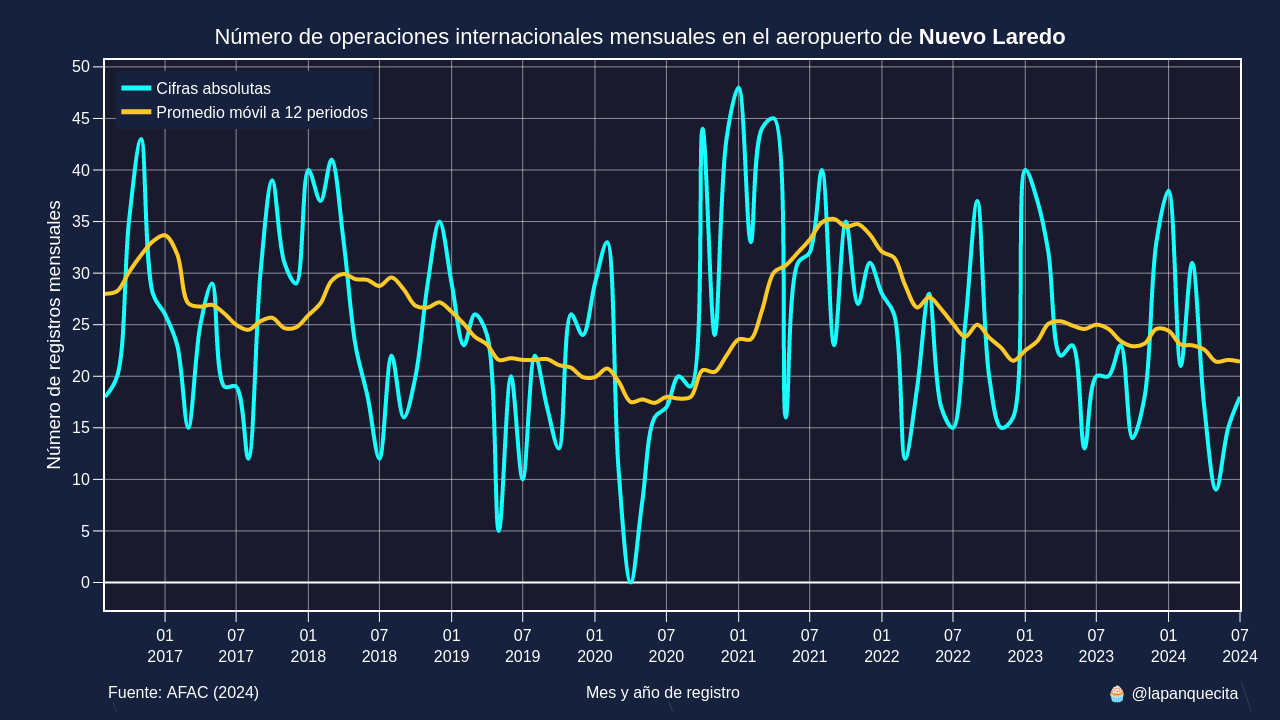 Número de operaciones internacionales mensuales en el aeropuerto de Nuevo Laredo
Cifras absolutas
Promedio móvil a 12 periodos
Número de registros mensuales
50
45
40
35
30
25
20
15
10
5
0
01 07 01 07 01 07 01 07 01 07 01 07 01 07 01 07
2017 2017 2018 2018 2019 2019 2020 2020 2021 2021 2022 2022 2023 2023 2024 2024
Fuente: AFAC (2024) Mes y año de registro 🧁 @lapanquecita